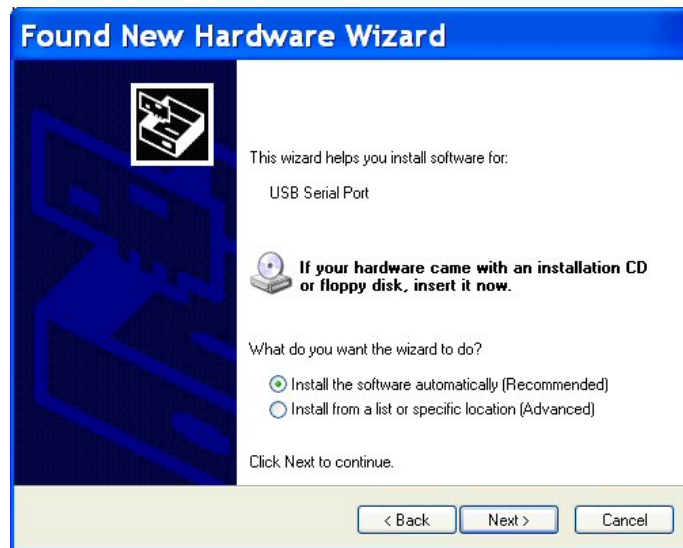 Found New Hardware Wizard
This wizard helps you install software for:
USB Serial Port
If your hardware came with an installation CD
or floppy disk, insert it now.
What do you want the wizard to do?
Install the software automatically (Recommended)
Install from a list or specific location (Advanced)
Click Next to continue.
< Back Next > Cancel